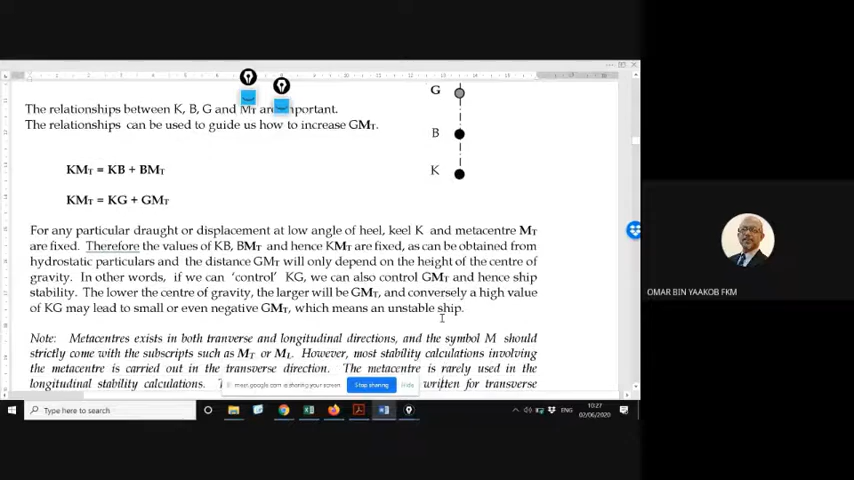 G
The relationships between K, B, G and MT are important.
The relationships can be used to guide us how to increase GMT.
B
K
KMT = KB + BMT
KMT = KG + GMT
For any particular draught or displacement at low angle of heel, keel K and metacentre MT
are fixed. Therefore the values of KB, BMT and hence KMT are fixed, as can be obtained from
hydrostatic particulars and the distance GMT will only depend on the height of the centre of
gravity. In other words, if we can 'control' KG, we can also control GMT and hence ship
stability. The lower the centre of gravity, the larger will be GMT, and conversely a high value
of KG may lead to small or even negative GMT, which means an unstable ship.
Note: Metacentres exists in both tranverse and longitudinal directions, and the symbol M should
strictly come with the subscripts such as MT or ML. However, most stability calculations involving
the metacentre is carried out in the transverse direction. The metacentre is rarely used in the
longitudinal stability calculations.
written for transverse
meet.google.com is sharing your screen.
Stop sharing
Hide
OMAR BIN YAAKOB FKM
Type here to search
ENG
10:27
02/06/2020